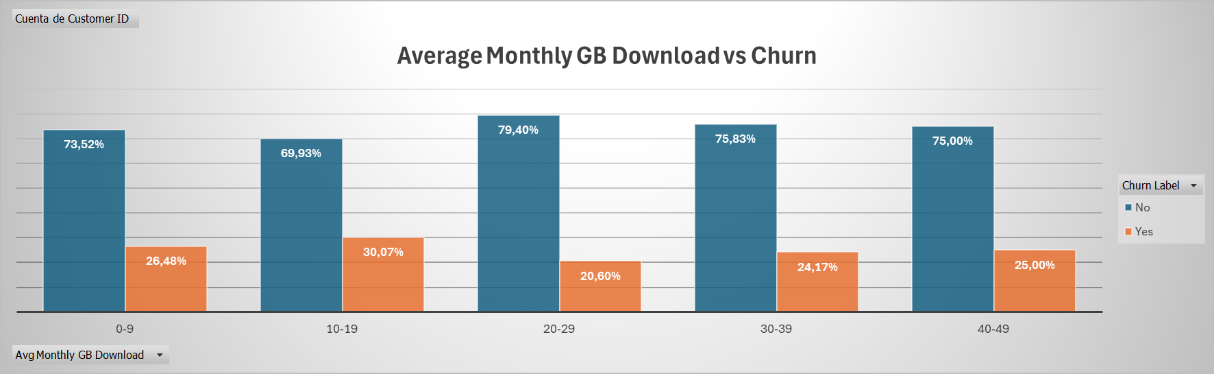 Cuenta de Customer ID
Average Monthly GB Download vs Churn
73,52%
69,93%
79,40%
75,83%
75,00%
26,48%
30,07%
20,60%
24,17%
25,00%
Churn Label
No
Yes
0-9
10-19
20-29
30-39
40-49
Avg Monthly GB Download